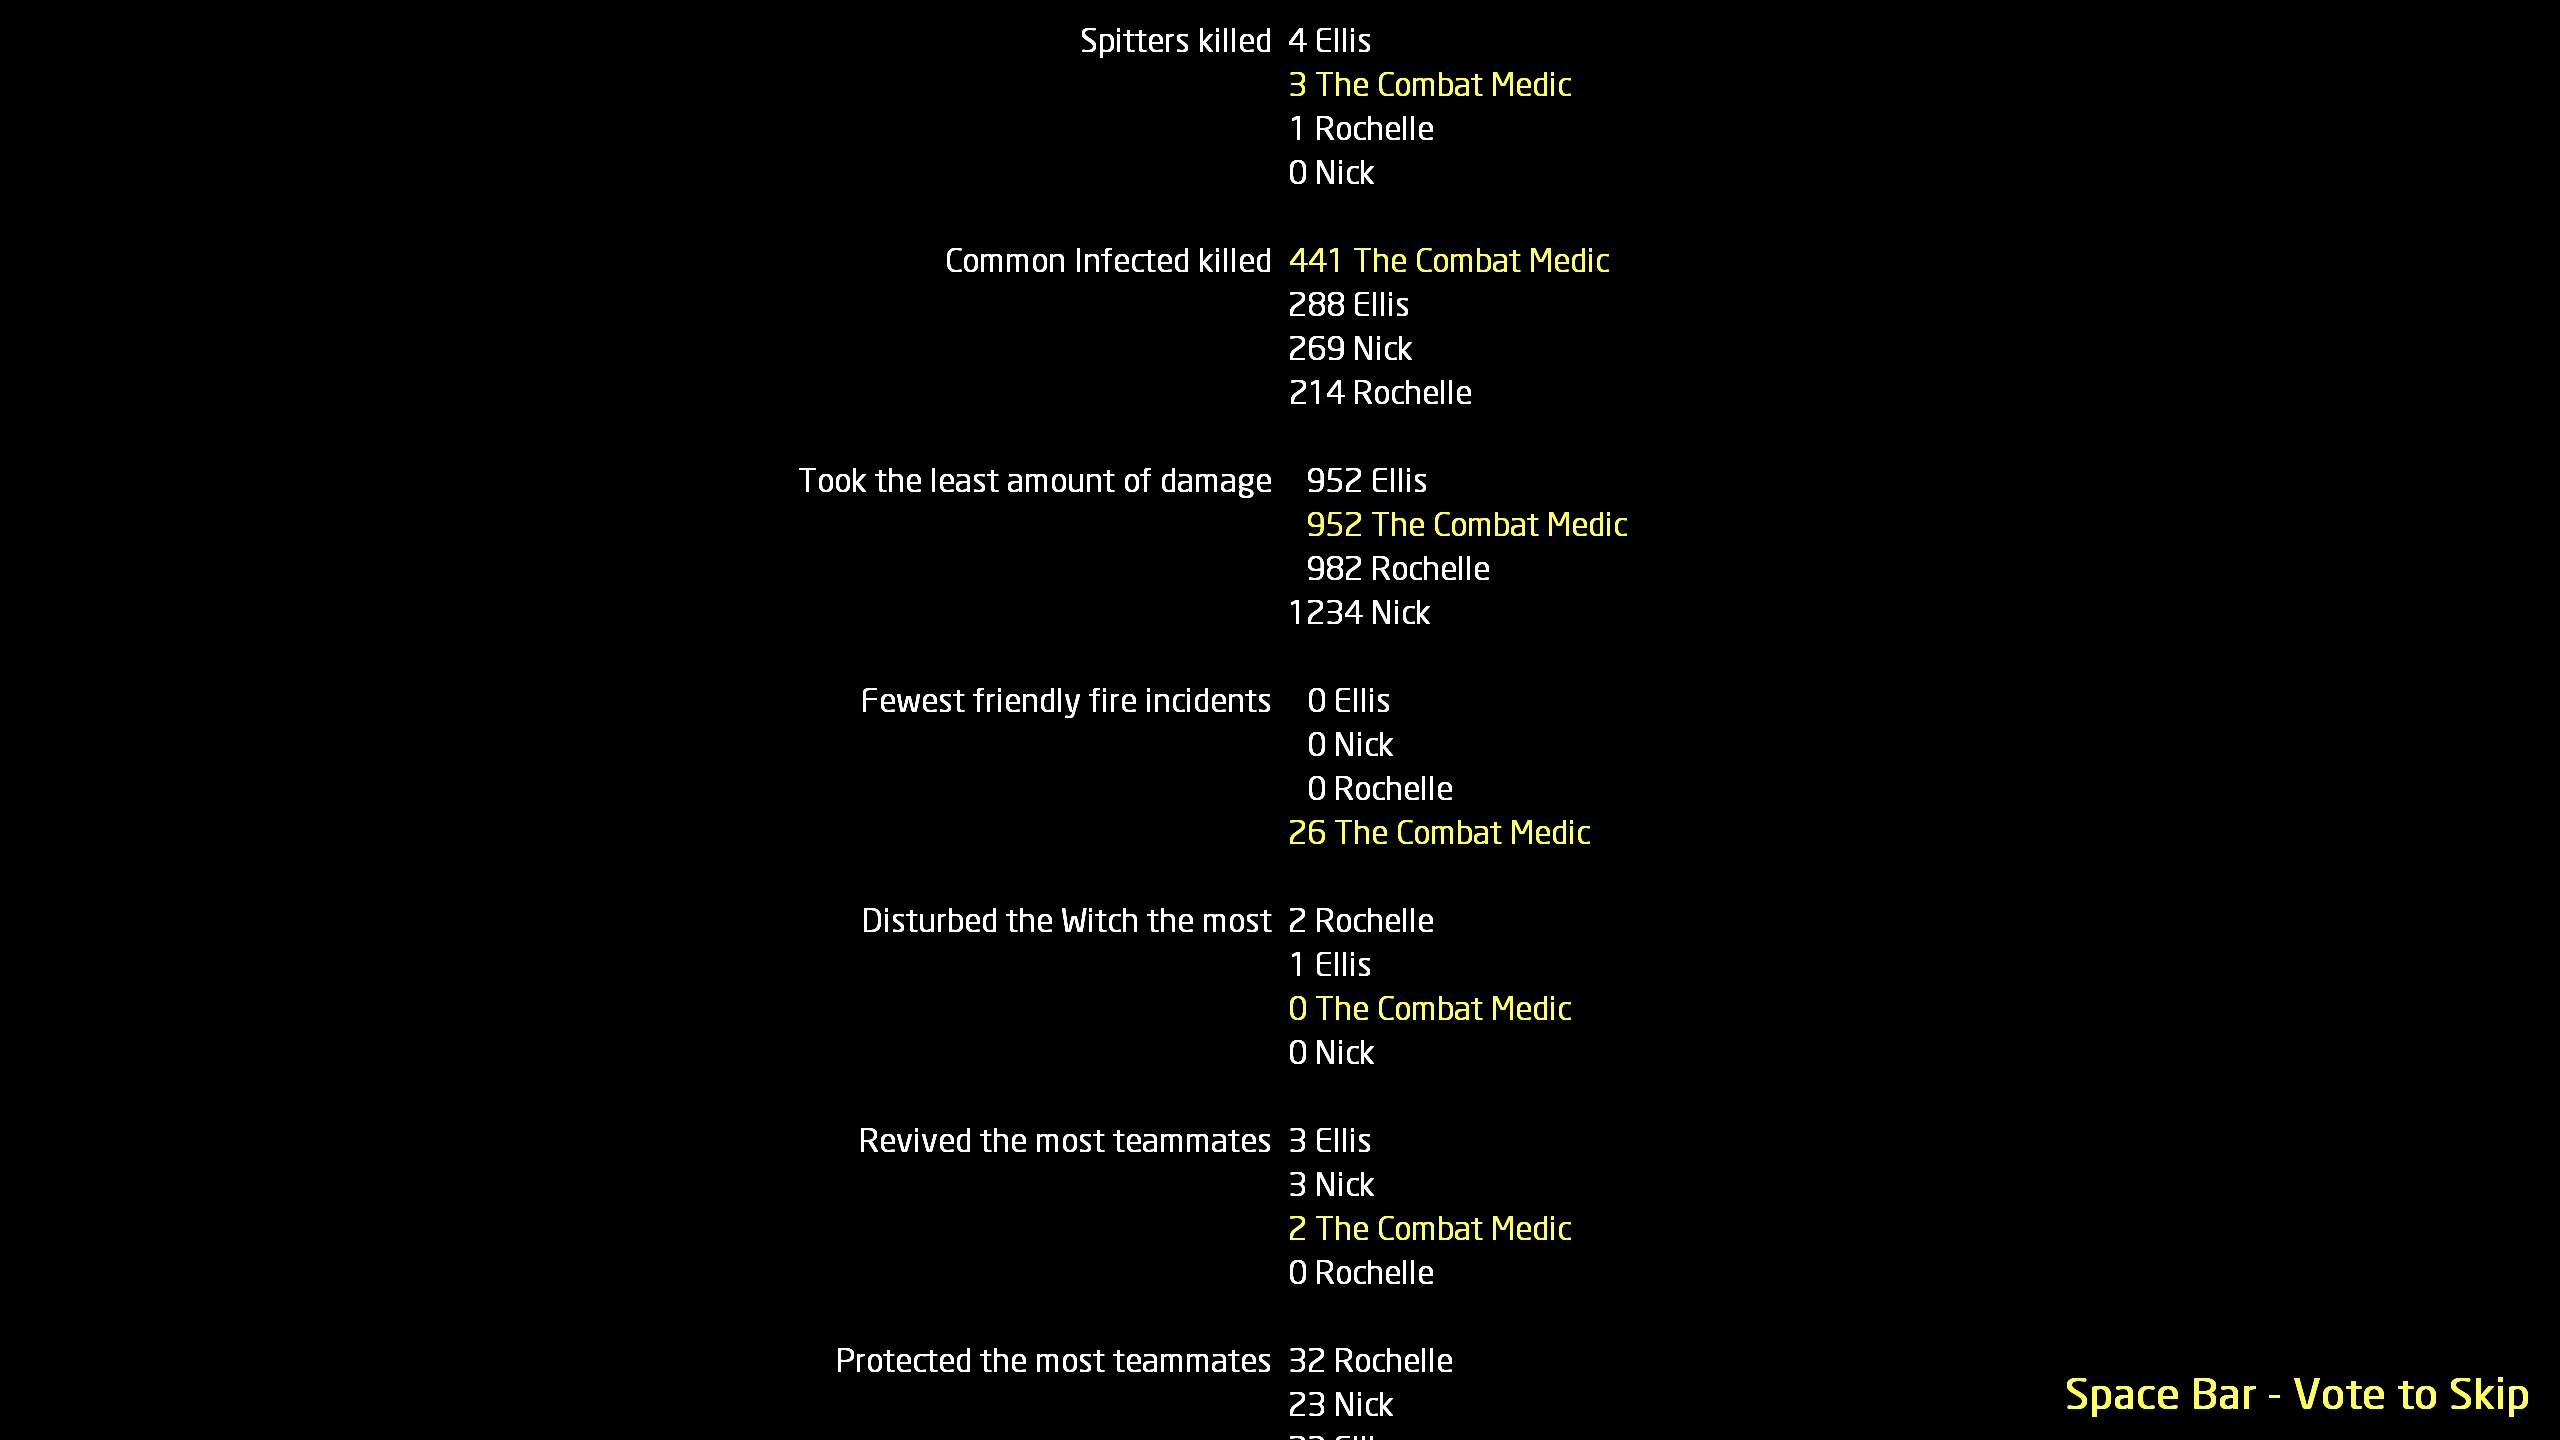 Spitters killed 4 Ellis
3 The Combat Medic
1 Rochelle
0 Nick
Common Infected killed 441 The Combat Medic
288 Ellis
269 Nick
214 Rochelle
Took the least amount of damage 952 Ellis
952 The Combat Medic
982 Rochelle
1234 Nick
Fewest friendly fire incidents 0 Ellis
0 Nick
0 Rochelle
26 The Combat Medic
Disturbed the Witch the most 2 Rochelle
1 Ellis
0 The Combat Medic
0 Nick
Revived the most teammates 3 Ellis
3 Nick
2 The Combat Medic
0 Rochelle
Protected the most teammates 32 Rochelle
23 Nick
Space Bar - Vote to Skip